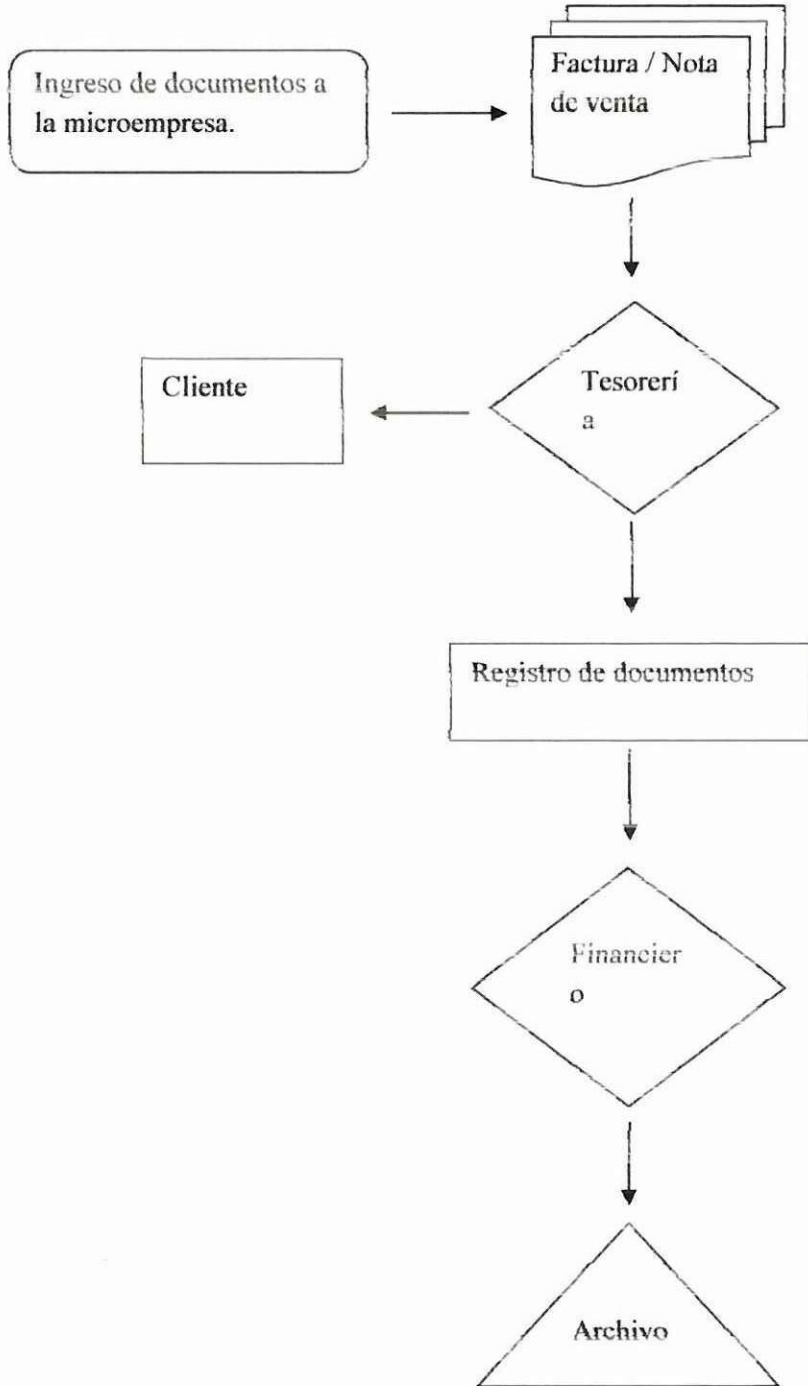 Ingreso de documentos a
la microempresa.
Factura / Nota
de venta
Cliente
Tesorerí
a
Registro de documentos
Financier
o
Archivo